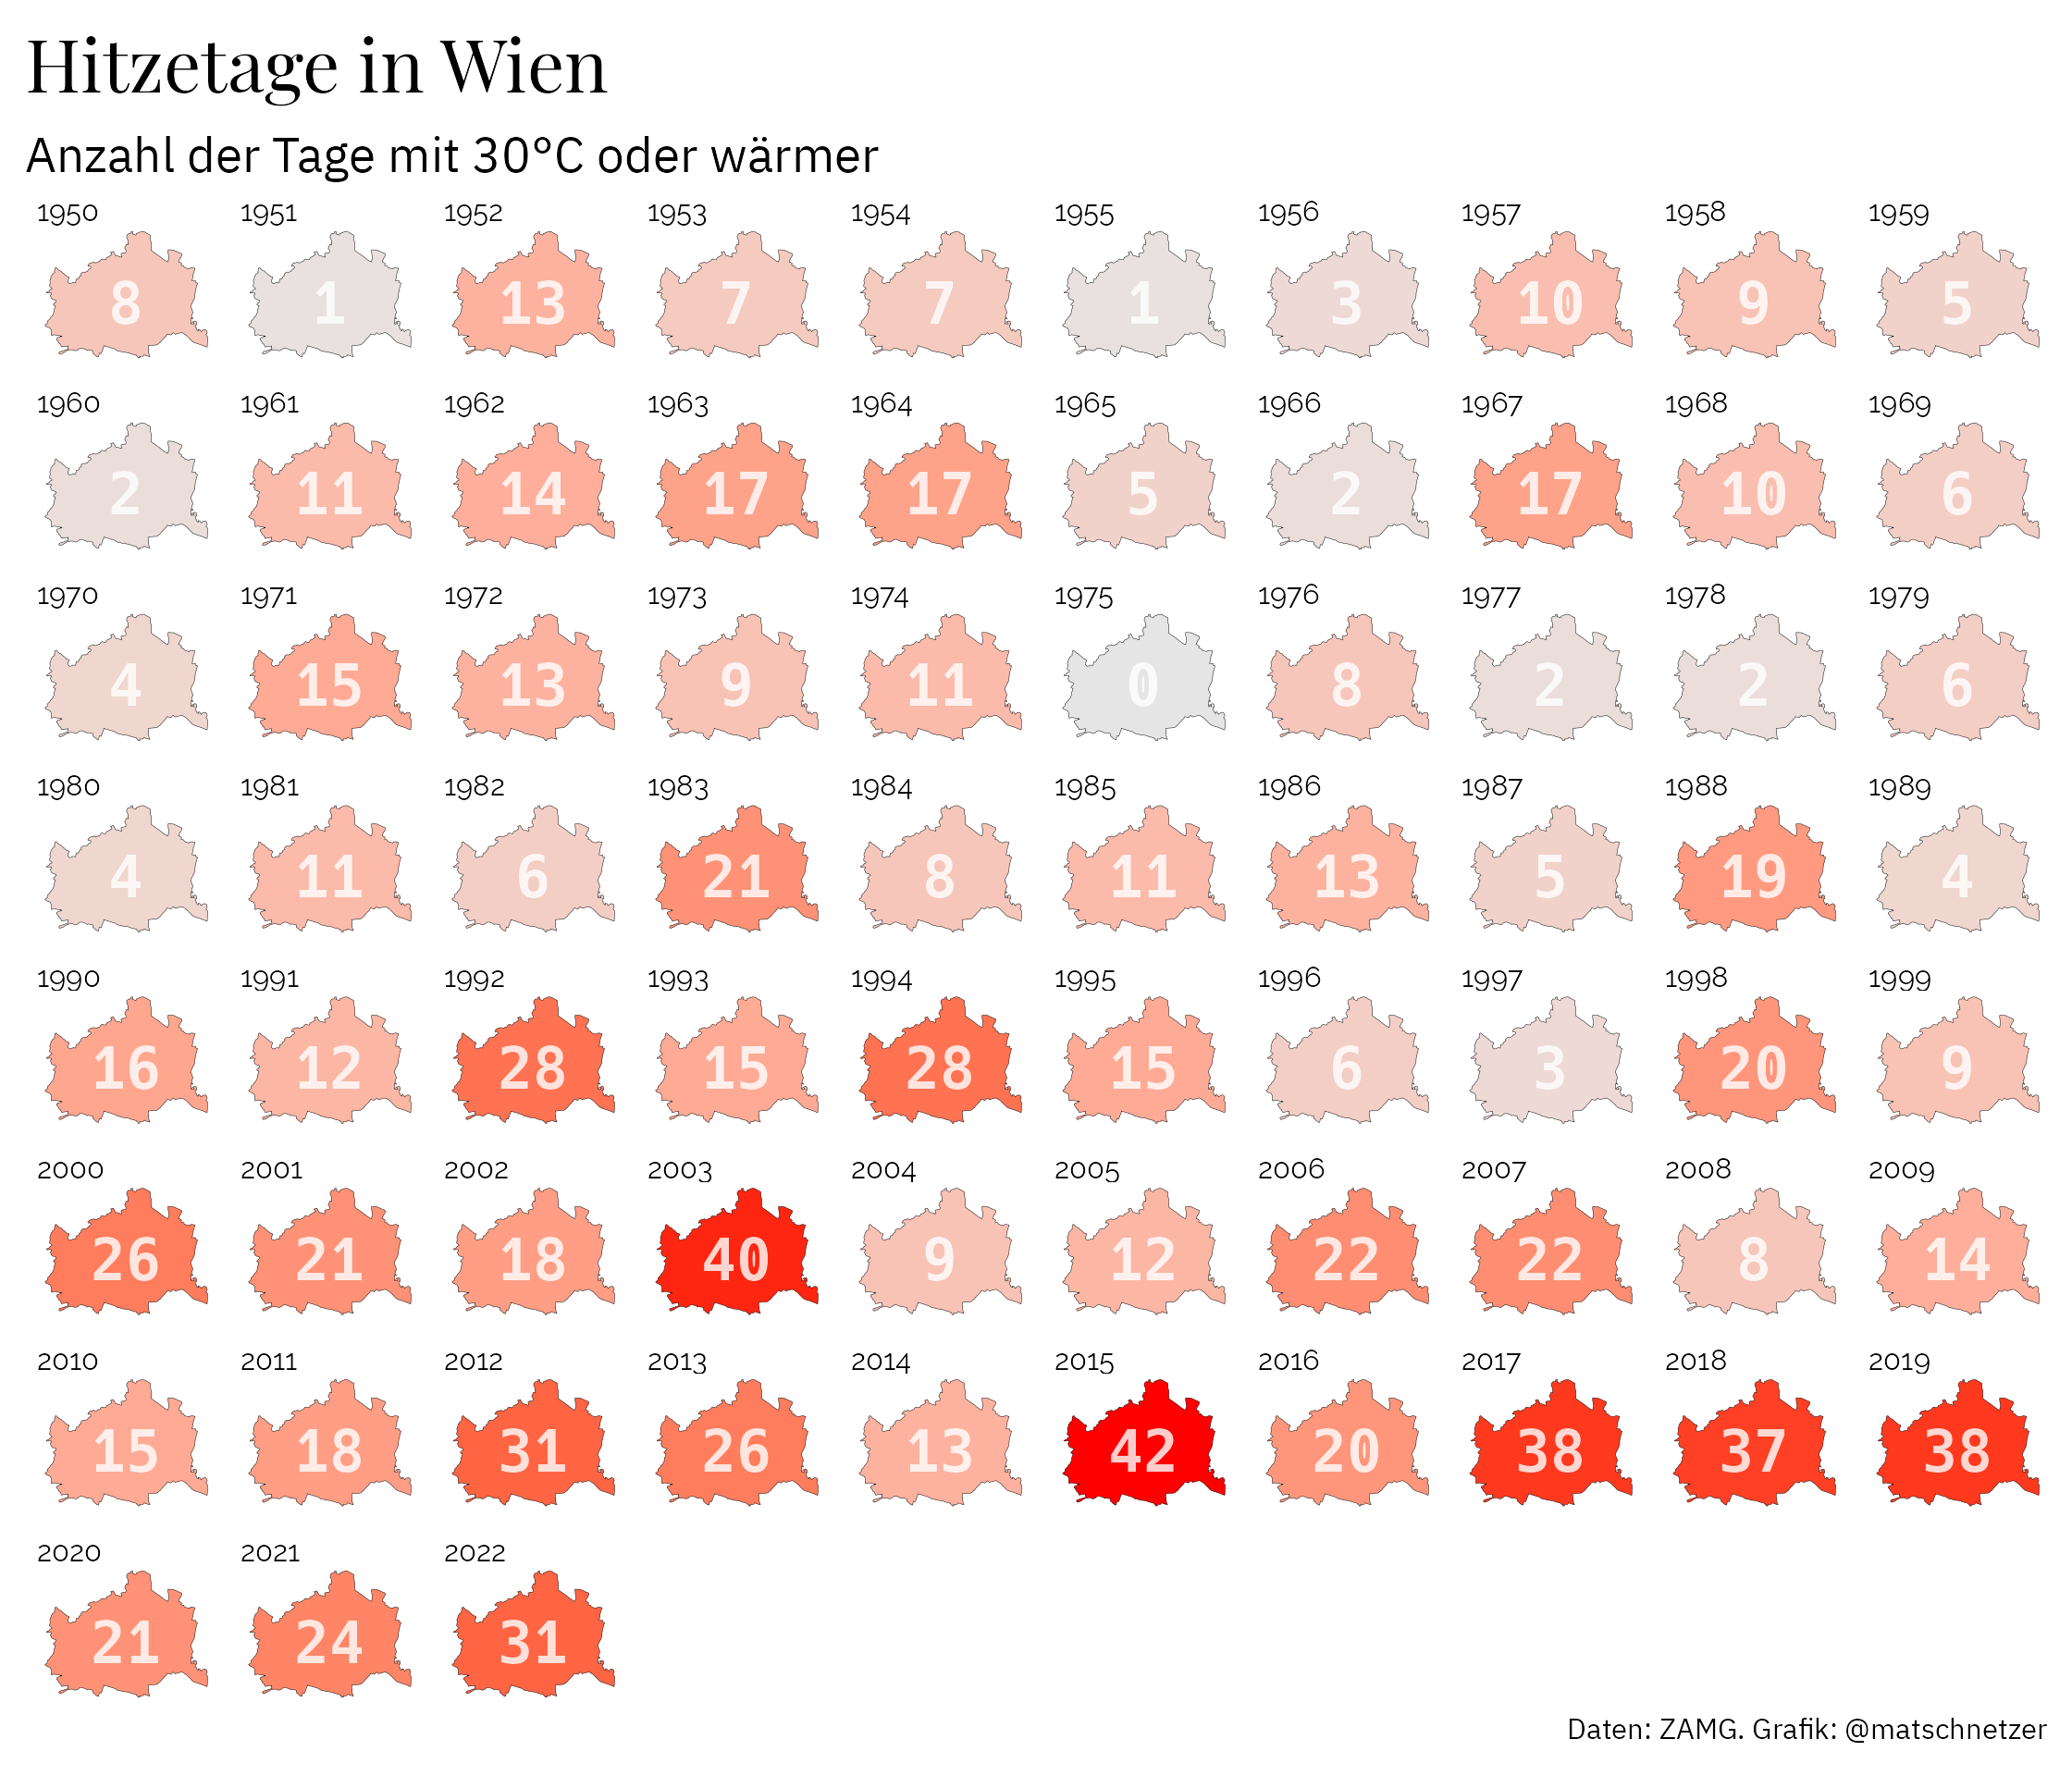 Hitzetage in Wien
Anzahl der Tage mit 30°C oder wärmer
1950 1951 1952 1953 1954 1955 1956 1957 1958 1959
8 1 13 7 7 1 3 10 9 5
1960 1961 1962 1963 1964 1965 1966 1967 1968 1969
2 11 14 17 17 5 2 17 10 6
1970 1971 1972 1973 1974 1975 1976 1977 1978 1979
4 15 13 9 11 0 8 2 2 6
1980 1981 1982 1983 1984 1985 1986 1987 1988 1989
4 11 6 21 8 11 13 5 19 4
1990 1991 1992 1993 1994 1995 1996 1997 1998 1999
16 12 28 15 28 15 6 3 20 9
2000 2001 2002 2003 2004 2005 2006 2007 2008 2009
26 21 18 40 9 12 22 22 8 14
2010 2011 2012 2013 2014 2015 2016 2017 2018 2019
15 18 31 26 13 42 20 38 37 38
2020 2021 2022
21 24 31
Daten: ZAMG. Grafik: @matschnetzer